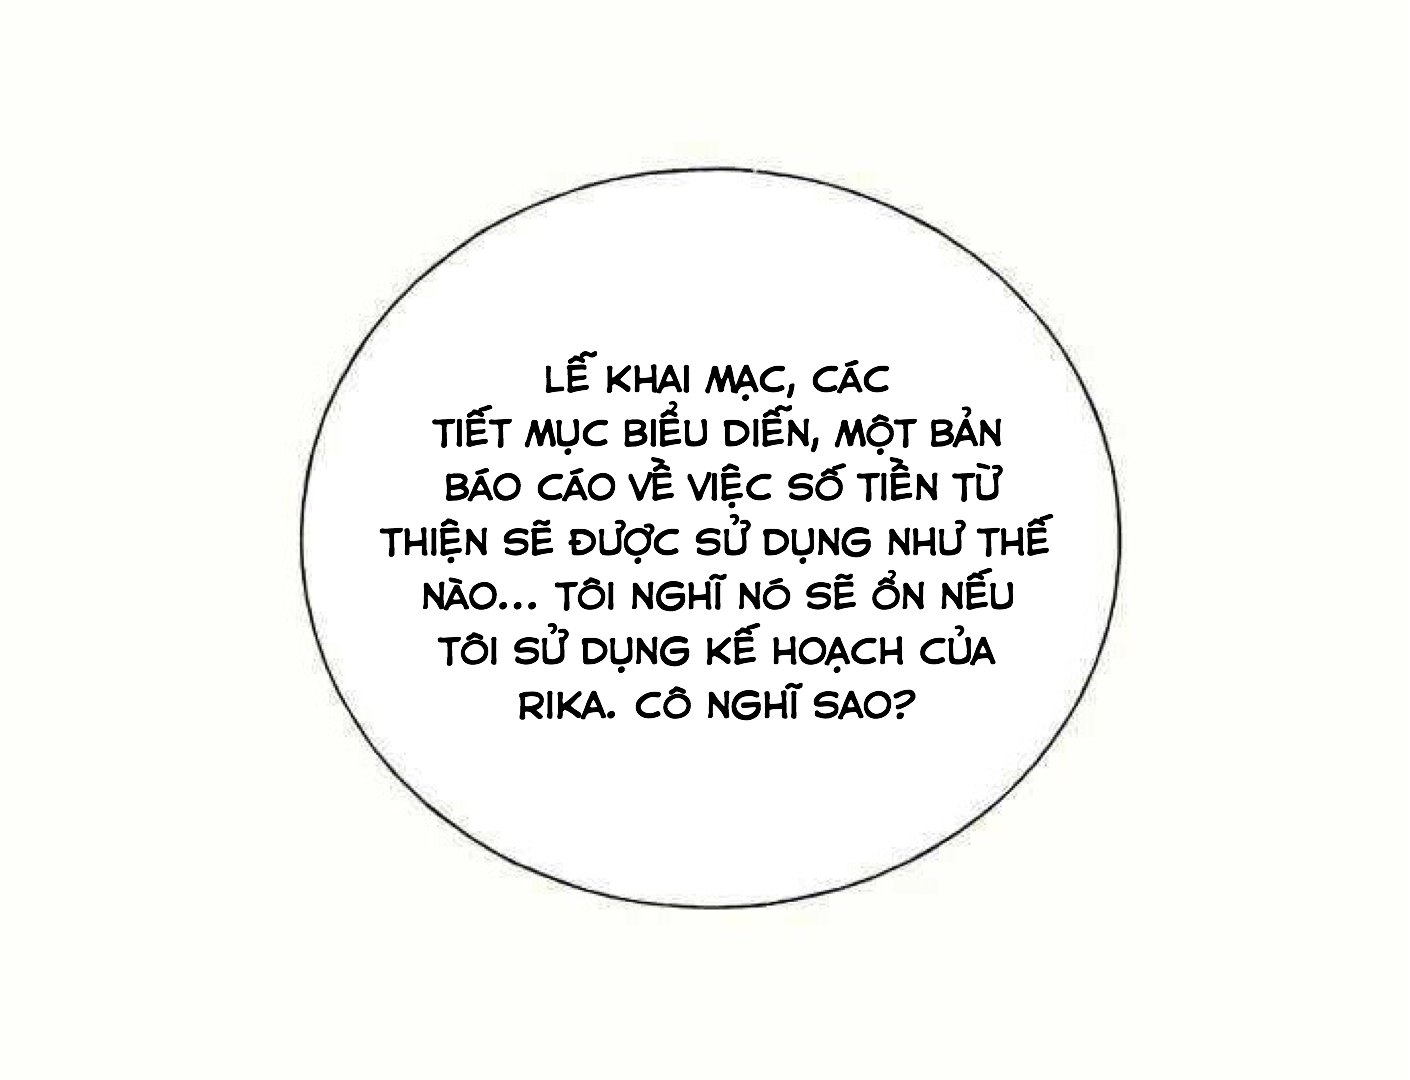 LỄ KHAI MẠC, CÁC
TIẾT MỤC BIỂU DIỄN, MỘT BẢN
BÁO CÁO VỀ VIỆC SỐ TIỀN TỪ
THIỆN SẼ ĐƯỢC SỬ DỤNG NHƯ THẾ
NÀO... TÔI NGHĨ NÓ SẼ ỔN NẾU
TÔI SỬ DỤNG KẾ HOẠCH CỦA
RIKA. CÔ NGHĨ SAO?